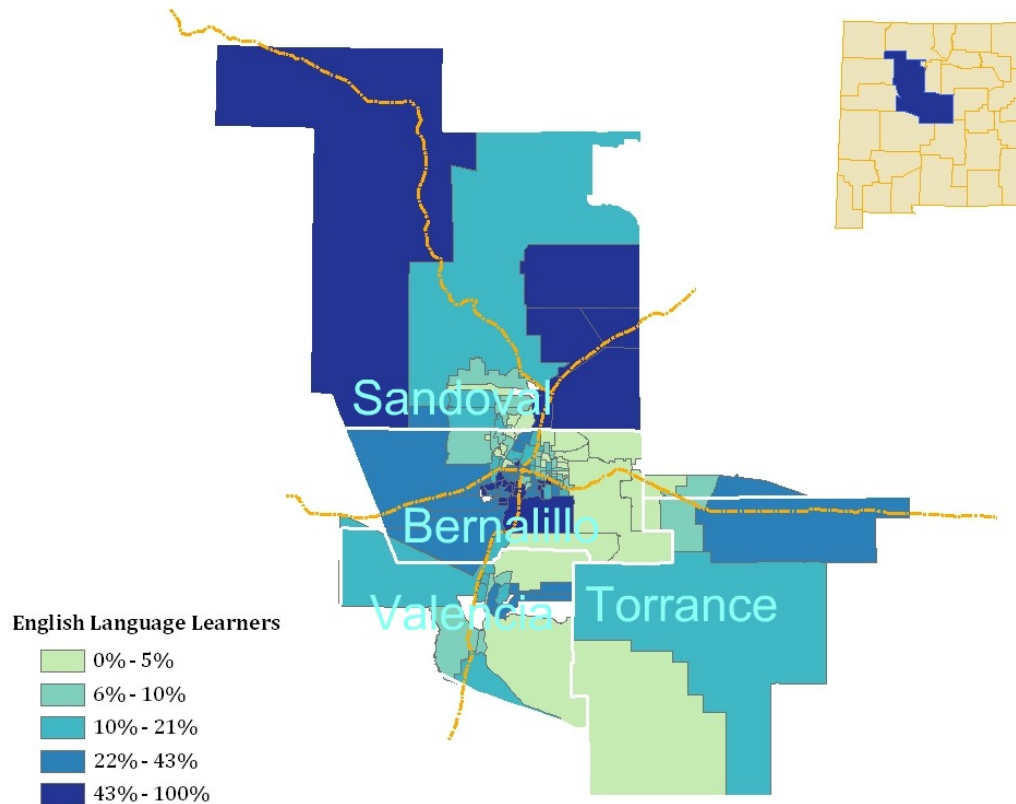 Sandoval
Bernalillo
Valencia
Torrance
English Language Learners
0% - 5%
6% - 10%
10% - 21%
22% - 43%
43% - 100%